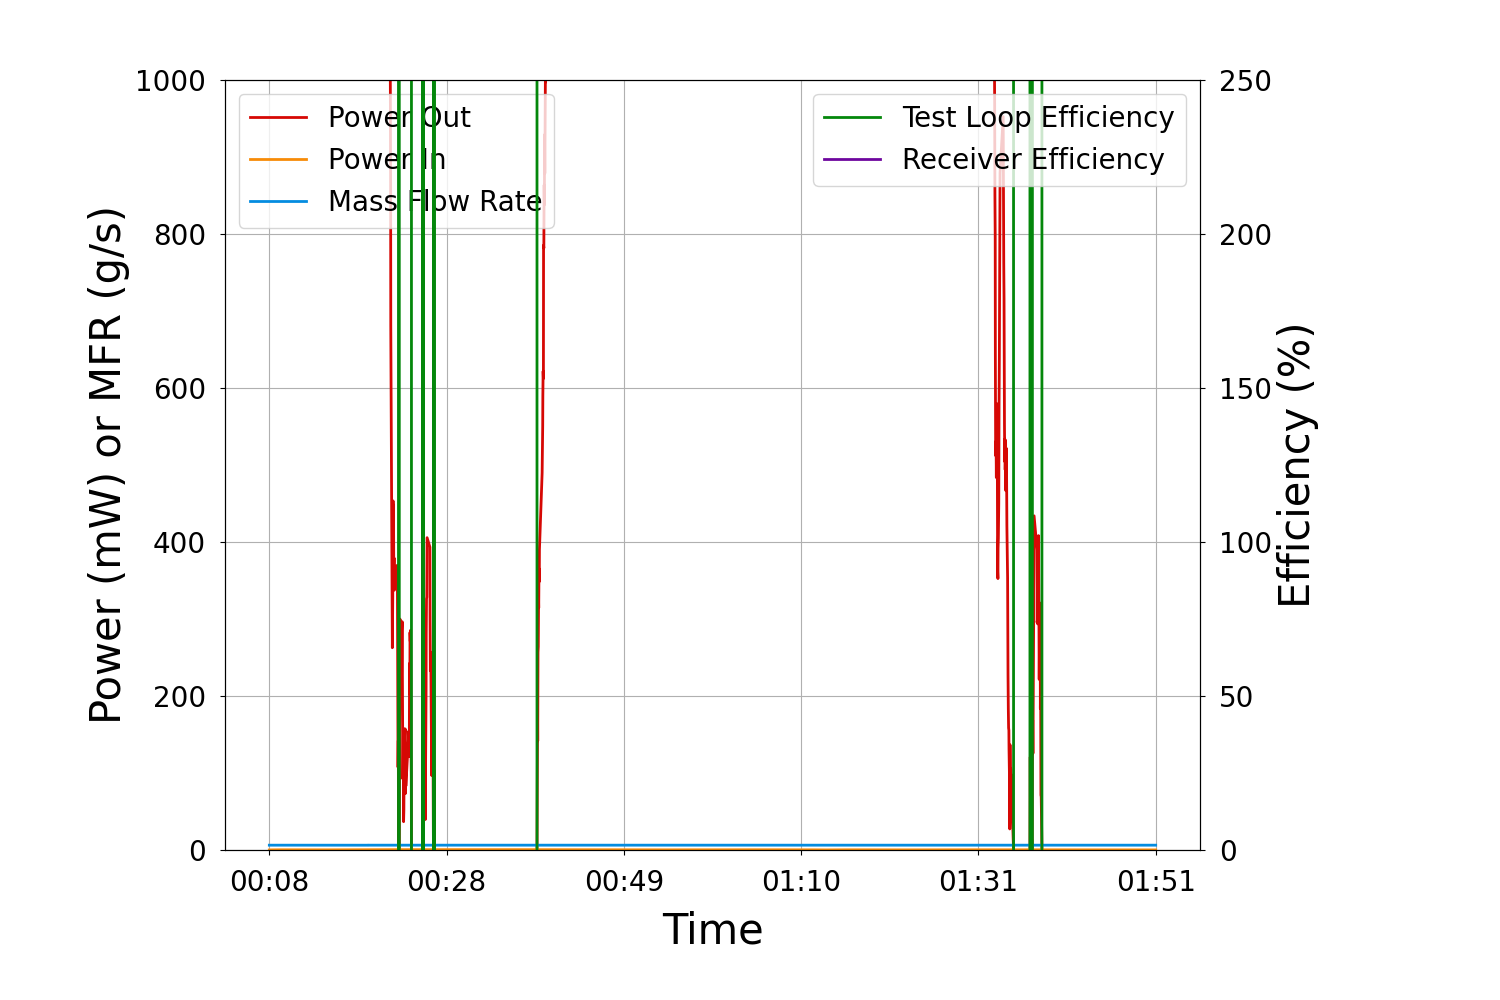 1000
800
600
400
200
0
Power (mW) or MFR (g/s)
Power Out
Power In
Mass Flow Rate
Test Loop Efficiency
Receiver Efficiency
250
200
150
100
50
0
Efficiency (%)
00:08 00:28 00:49 01:10 01:31 01:51
Time